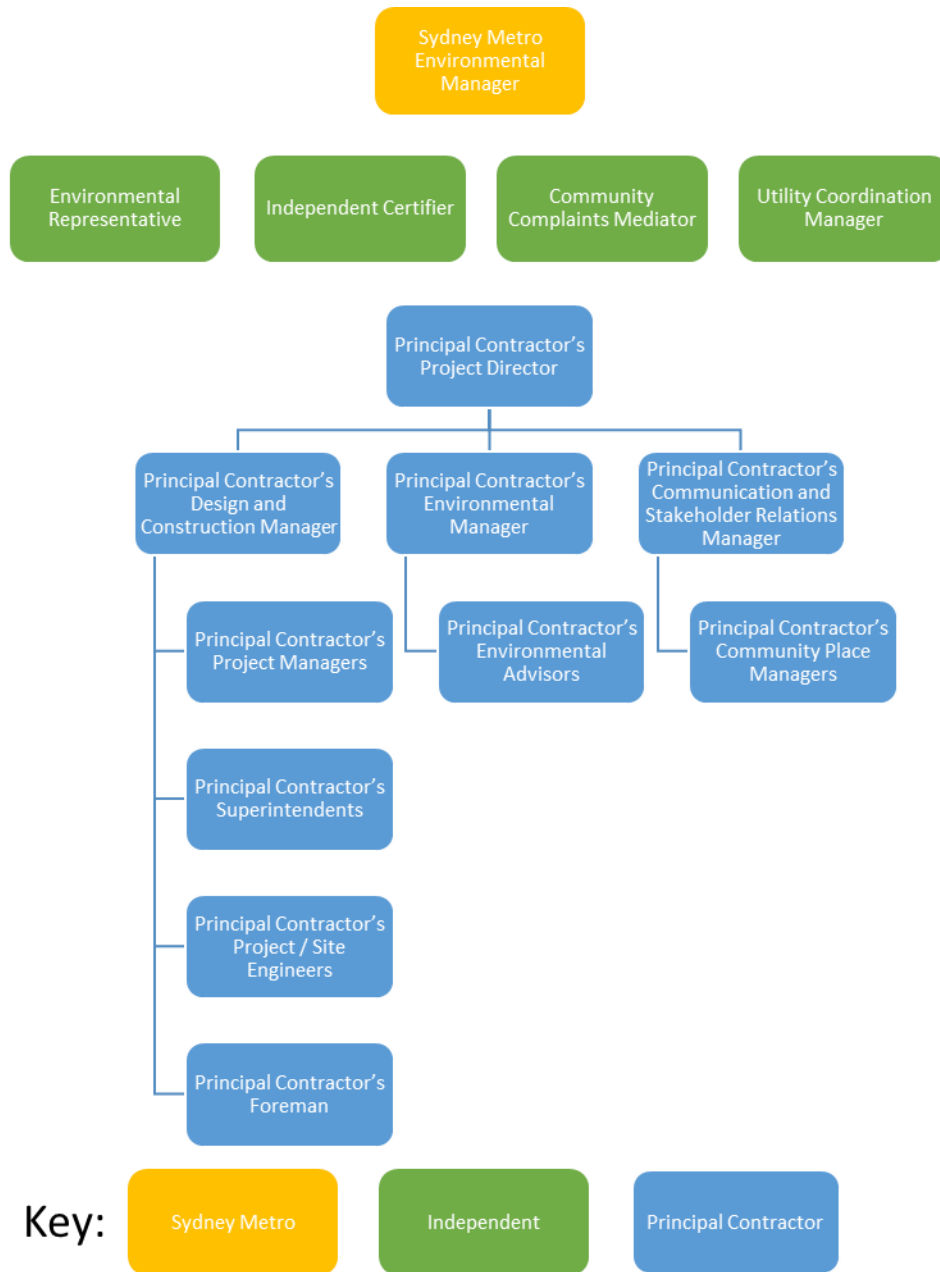 Sydney Metro
Environmental
Manager
Environmental
Representative
Independent Certifier
Community
Complaints Mediator
Utility Coordination
Manager
Principal Contractor’s
Project Director
Principal Contractor’s
Design and
Construction Manager
Principal Contractor’s
Environmental
Manager
Principal Contractor’s
Communication and
Stakeholder Relations
Manager
Principal Contractor’s
Project Managers
Principal Contractor’s
Environmental
Advisors
Principal Contractor’s
Community Place
Managers
Principal Contractor’s
Superintendents
Principal Contractor’s
Project / Site
Engineers
Principal Contractor’s
Foreman
Key:
Sydney Metro
Independent
Principal Contractor